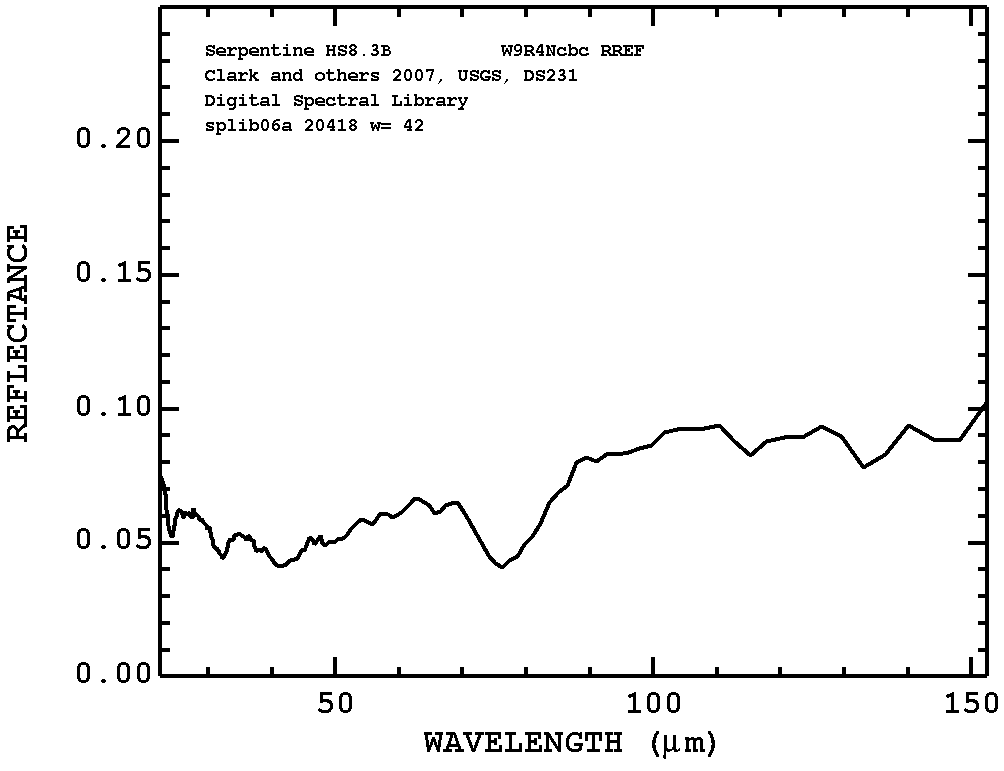 Serpentine HS8.3B W9R4Ncbc RREF
Clark and others 2007, USGS, DS231
Digital Spectral Library
splib06a 20418 w= 42
REFLECTANCE
0.20
0.15
0.10
0.05
0.00
50 100 150
WAVELENGTH (μm)